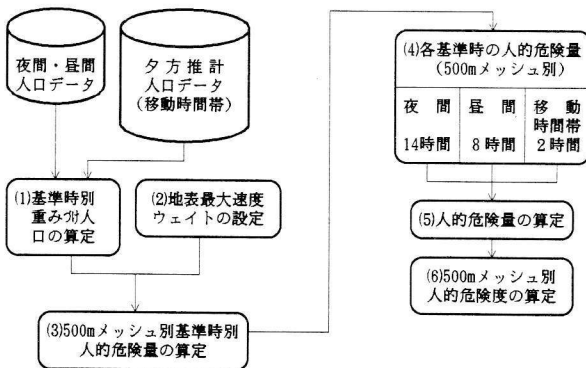 夜間・昼間
人口データ
夕方推計
人口データ
(移動時間帯)
(1)基準時別
重みづけ人
口の算定
(2)地表最大速度
ウェイトの設定
(3)500mメッシュ別基準時別
人的危険量の算定
(4)各基準時の人的危険量
(500mメッシュ別)
夜間
14時間
昼間
8時間
移動
時間帯
2時間
(5)人的危険量の算定
(6)500mメッシュ別
人的危険度の算定